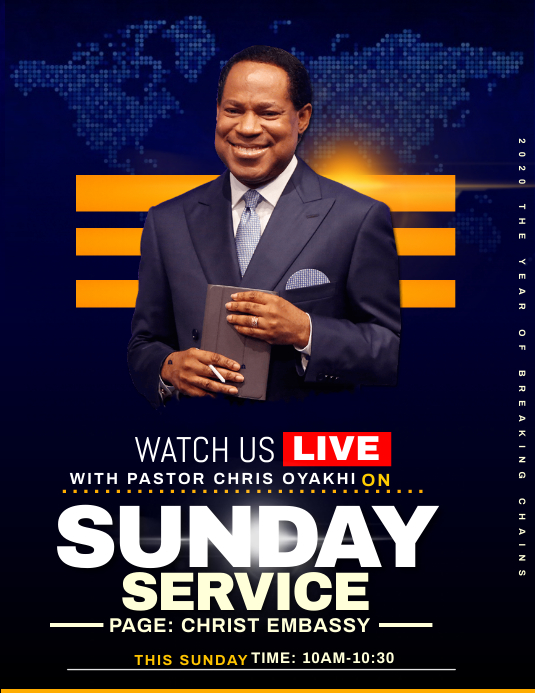 WATCH US LIVE
WITH PASTOR CHRIS OYAKHI ON
SUNDAY
SERVICE
PAGE: CHRIST EMBASSY
THIS SUNDAY TIME: 10AM-10:30
2020 THE YEAR OF BREAKING CHAINS